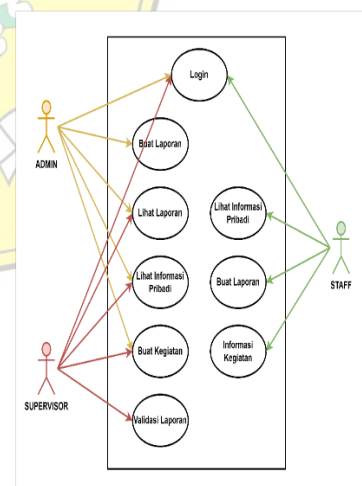 Login
ADMIN
Buat Laporan
Lihat Laporan
Lihat Informasi
Pribadi
Lihat Informasi
Pribadi
STAFF
Buat Laporan
Buat Kegiatan
Informasi
Kegiatan
SUPERVISOR
Validasi Laporan